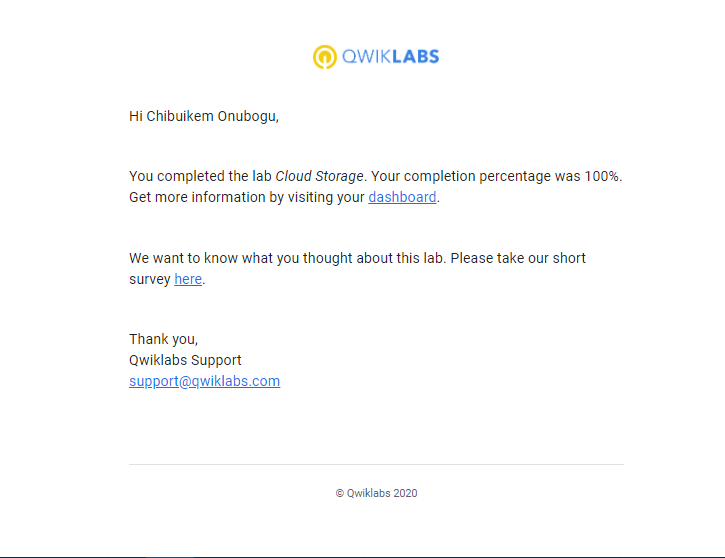 QWIKLABS
Hi Chibuikem Onubogu,
You completed the lab Cloud Storage. Your completion percentage was 100%.
Get more information by visiting your dashboard.
We want to know what you thought about this lab. Please take our short
survey here.
Thank you,
Qwiklabs Support
support@qwiklabs.com
© Qwiklabs 2020